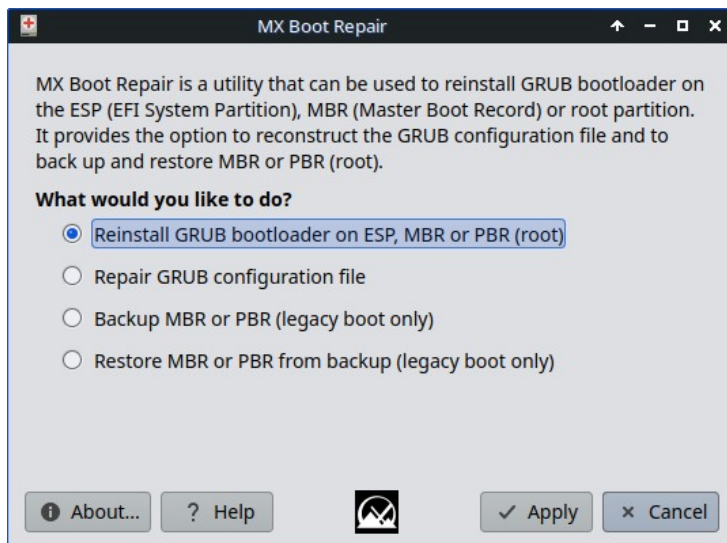 MX Boot Repair
MX Boot Repair is a utility that can be used to reinstall GRUB bootloader on
the ESP (EFI System Partition), MBR (Master Boot Record) or root partition.
It provides the option to reconstruct the GRUB configuration file and to
back up and restore MBR or PBR (root).
What would you like to do?
Reinstall GRUB bootloader on ESP, MBR or PBR (root)
Repair GRUB configuration file
Backup MBR or PBR (legacy boot only)
Restore MBR or PBR from backup (legacy boot only)
About... ? Help Apply Cancel